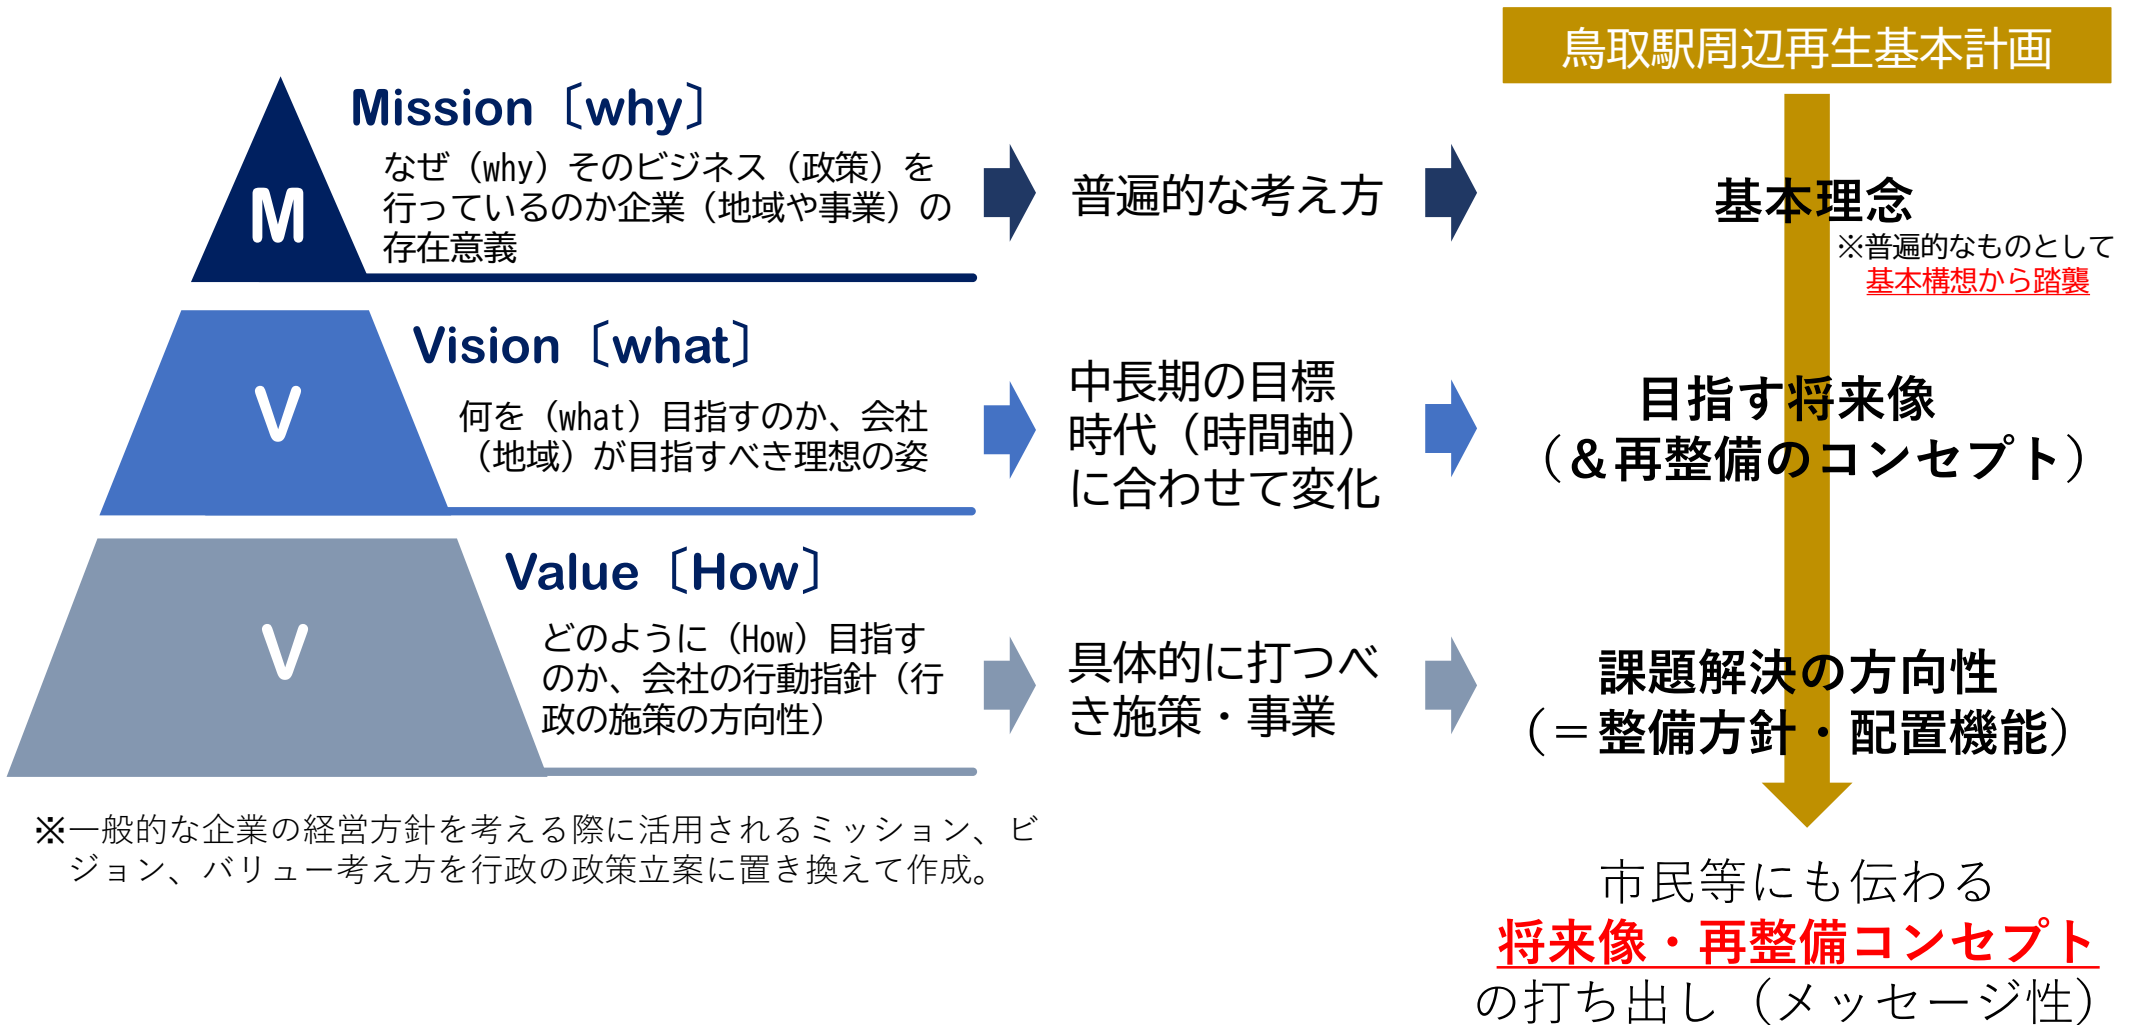 鳥取駅周辺再生基本計画
M
Mission〔why〕
なぜ（why）そのビジネス（政策）を
行っているのか企業（地域や事業）の
存在意義
普遍的な考え方
基本理念
※普遍的なものとして
基本構想から踏襲
V
Vision〔what〕
何を（what）目指すのか、会社
（地域）が目指すべき理想の姿
中長期の目標
時代（時間軸）
に合わせて変化
目指す将来像
（＆再整備のコンセプト）
V
Value〔How〕
どのように（How）目指す
のか、会社の行動指針（行
政の施策の方向性）
具体的に打つべ
き施策・事業
課題解決の方向性
（＝整備方針・配置機能）
※一般的な企業の経営方針を考える際に活用されるミッション、ビ
ジョン、バリュー考え方を行政の政策立案に置き換えて作成。
市民等にも伝わる
将来像・再整備コンセプト
の打ち出し（メッセージ性）